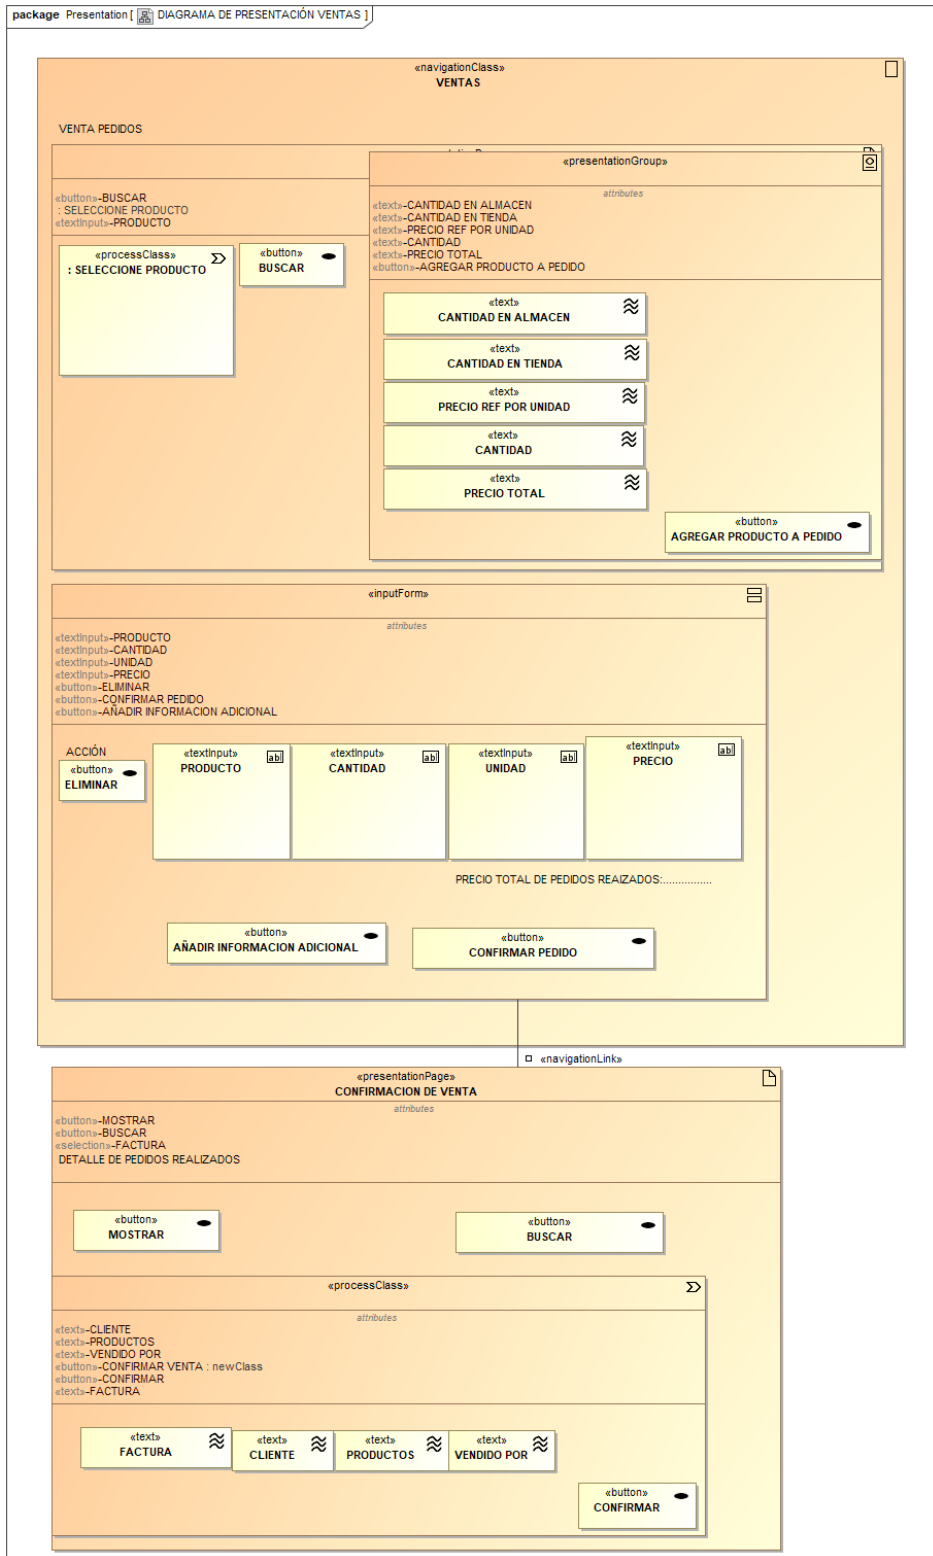 package Presentation [ DIAGRAMA DE PRESENTACIÓN VENTAS ]
«navigationClass»
VENTAS
VENTA PEDIDOS
«button»-BUSCAR
: SELECCIONE PRODUCTO
«textInput»-PRODUCTO
«processClass»
: SELECCIONE PRODUCTO
«button»
BUSCAR
«presentationGroup»
attributes
«text»-CANTIDAD EN ALMACEN
«text»-CANTIDAD EN TIENDA
«text»-PRECIO REF POR UNIDAD
«text»-CANTIDAD
«text»-PRECIO TOTAL
«button»-AGREGAR PRODUCTO A PEDIDO
«text»
CANTIDAD EN ALMACEN
«text»
CANTIDAD EN TIENDA
«text»
PRECIO REF POR UNIDAD
«text»
CANTIDAD
«text»
PRECIO TOTAL
«button»
AGREGAR PRODUCTO A PEDIDO
«inputForm»
attributes
«textInput»-PRODUCTO
«textInput»-CANTIDAD
«textInput»-UNIDAD
«textInput»-PRECIO
«button»-ELIMINAR
«button»-CONFIRMAR PEDIDO
«button»-AÑADIR INFORMACION ADICIONAL
ACCIÓN
«button»
ELIMINAR
«textInput»
PRODUCTO
ab
«textInput»
CANTIDAD
ab
«textInput»
UNIDAD
ab
«textInput»
PRECIO
ab
PRECIO TOTAL DE PEDIDOS REAIZADOS:................
«button»
AÑADIR INFORMACION ADICIONAL
«button»
CONFIRMAR PEDIDO
«navigationLink»
«presentationPage»
CONFIRMACION DE VENTA
attributes
«button»-MOSTRAR
«button»-BUSCAR
«selection»-FACTURA
DETALLE DE PEDIDOS REALIZADOS
«button»
MOSTRAR
«button»
BUSCAR
«processClass»
attributes
«text»-CLIENTE
«text»-PRODUCTOS
«text»-VENDIDO POR
«button»-CONFIRMAR VENTA : newClass
«button»-CONFIRMAR
«text»-FACTURA
«text»
FACTURA
«text»
CLIENTE
«text»
PRODUCTOS
«text»
VENDIDO POR
«button»
CONFIRMAR